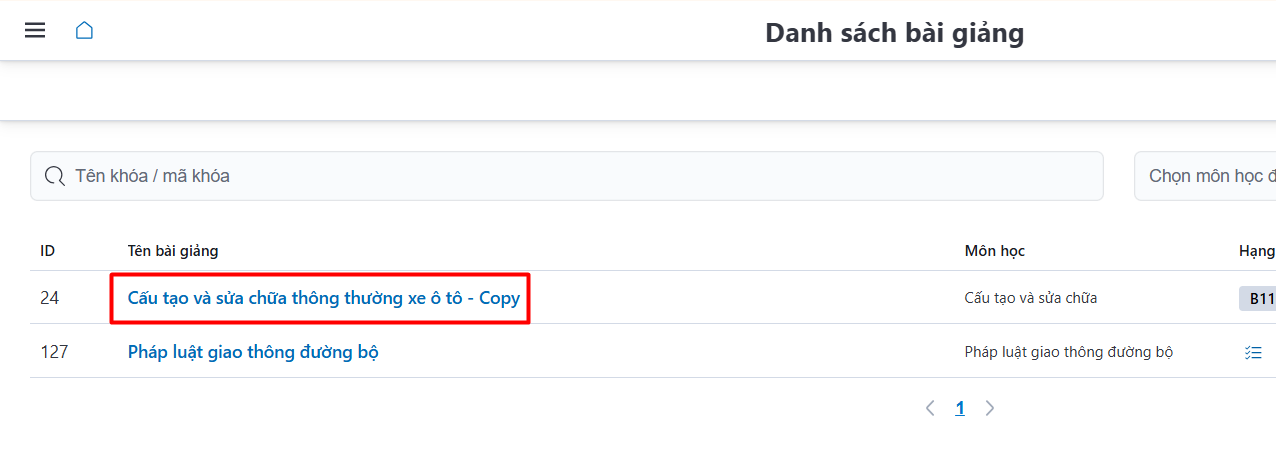 Danh sách bài giảng
Tên khóa / mã khóa
Chọn môn học đ
ID Tên bài giảng Môn học Hạng
24 Cấu tạo và sửa chữa thông thường xe ô tô - Copy Cấu tạo và sửa chữa B11
127 Pháp luật giao thông đường bộ Pháp luật giao thông đường bộ
1